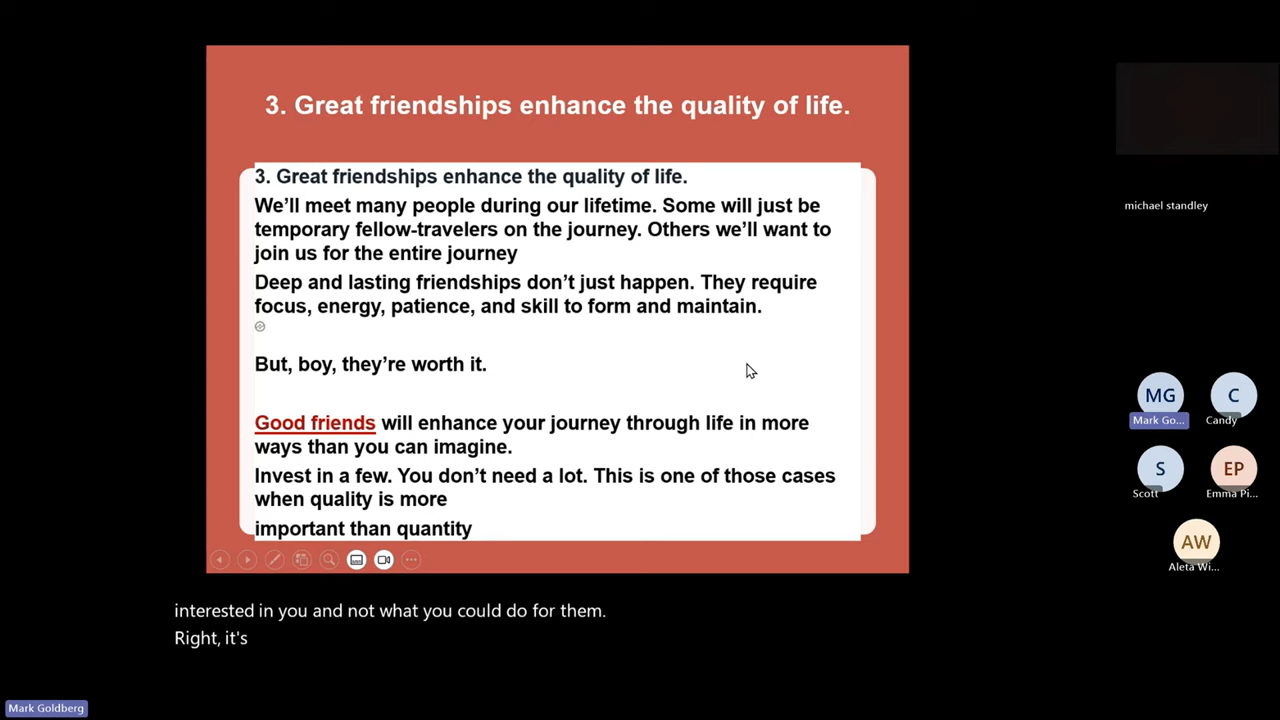 3. Great friendships enhance the quality of life.
3. Great friendships enhance the quality of life.
We'll meet many people during our lifetime. Some will just be
temporary fellow-travelers on the journey. Others we'll want to
join us for the entire journey
Deep and lasting friendships don't just happen. They require
focus, energy, patience, and skill to form and maintain.
But, boy, they're worth it.
Good friends will enhance your journey through life in more
ways than you can imagine.
Invest in a few. You don't need a lot. This is one of those cases
when quality is more
important than quantity
interested in you and not what you could do for them.
Right, it's
Mark Goldberg
michael standley
MG
Mark Go...
C
Candy
S
Scott
EP
Emma Pi...
AW
Aleta Wi...